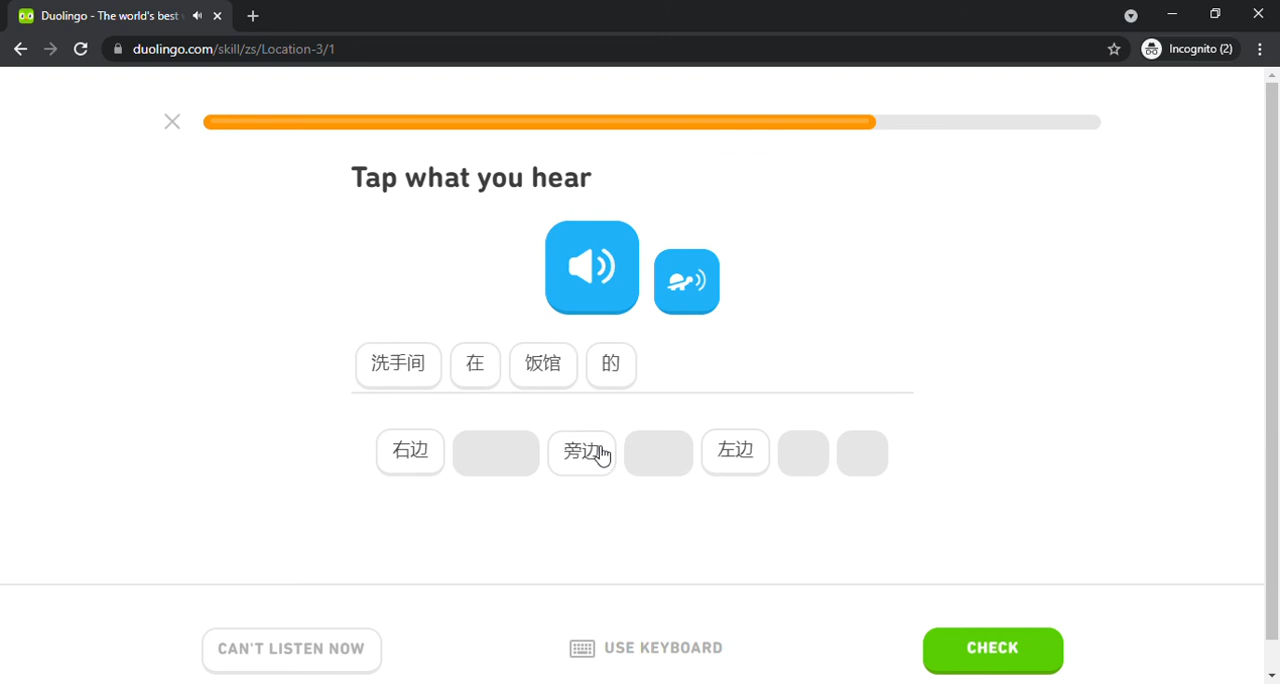 Duolingo - The world's best
duolingo.com/skill/zs/Location-3/1
Incognito (2)
Tap what you hear
洗手间 在 饭馆 的
右边 旁边 左边
CAN'T LISTEN NOW
USE KEYBOARD
CHECK